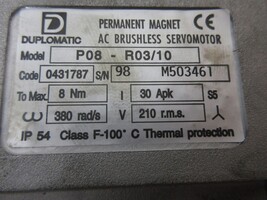 D PERMANENT MAGNET CE
DUPLOMATIC AC BRUSHLESS SERVOMOTOR
Model P08 - R03/10
Code 0431787 S/N 98 M503461
To Max. 8 Nm I 30 Apk S5
ω 380 rad/s V 210 r.m.s.
IP 54 Class F-100° C Thermal protection